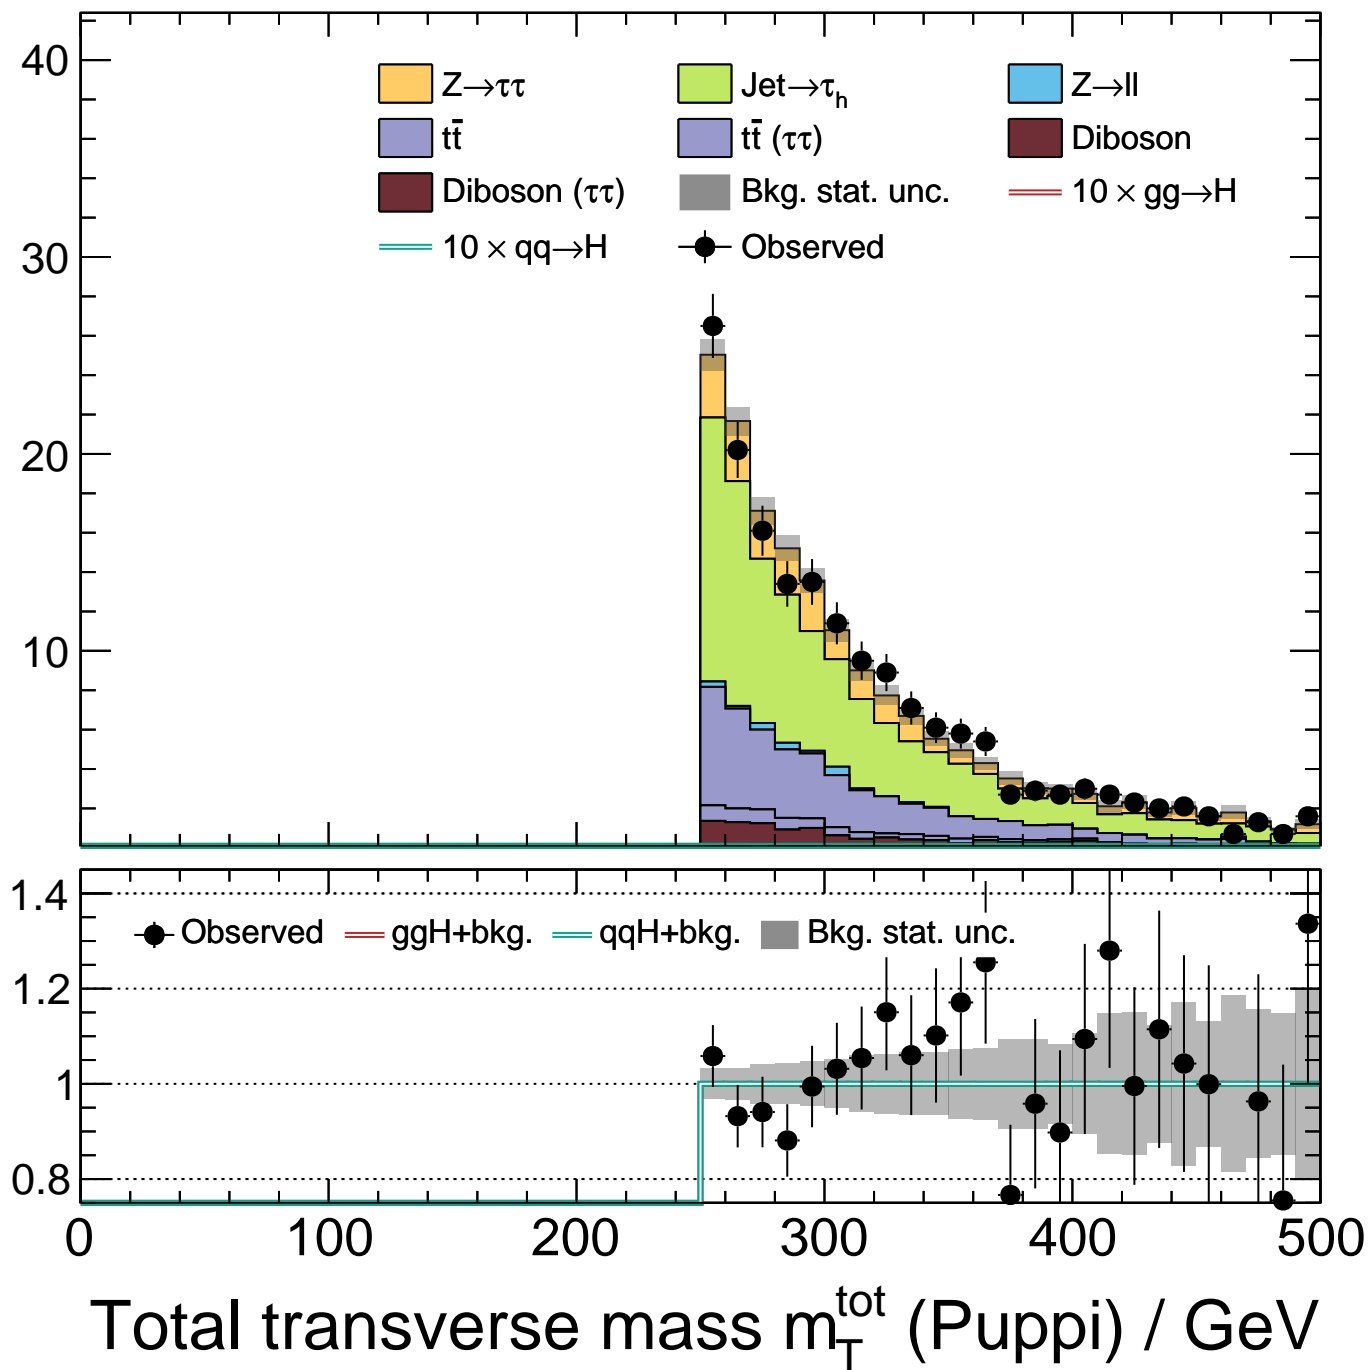 40
Z→ττ Jet→τh Z→ll
tt̄ tt̄ (ττ) Diboson
Diboson (ττ) Bkg. stat. unc. 10 × gg→H
10 × qq→H Observed
30
20
10
1.4
Observed ggH+bkg. qqH+bkg. Bkg. stat. unc.
1.2
1
0.8
0 100 200 300 400 500
Total transverse mass m_T^tot (Puppi) / GeV